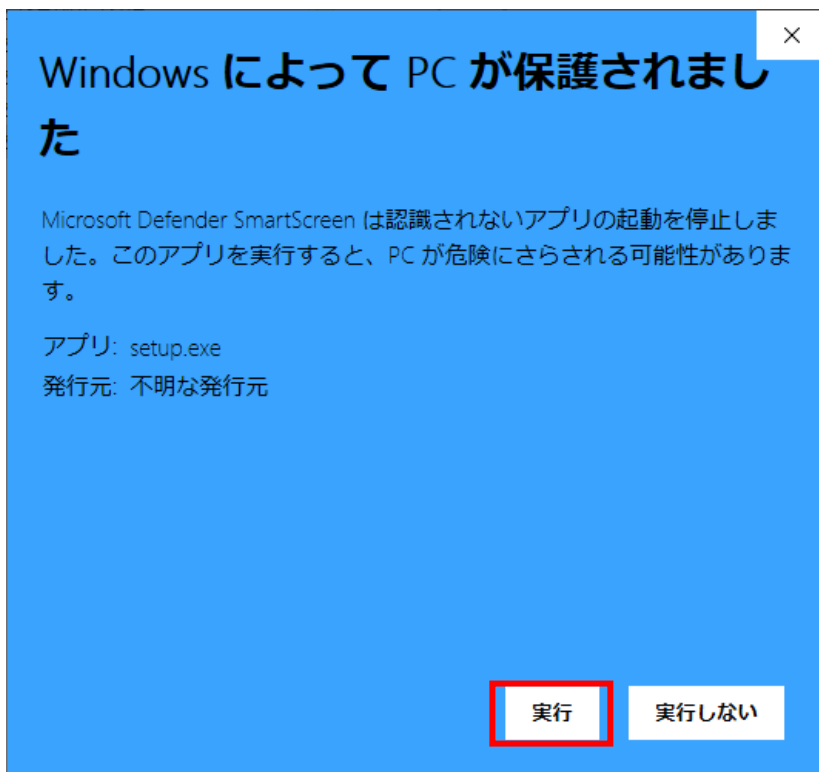 Windows によって PC が保護されまし
た
Microsoft Defender SmartScreen は認識されないアプリの起動を停止しま
した。このアプリを実行すると、PC が危険にさらされる可能性がありま
す。
アプリ: setup.exe
発行元: 不明な発行元
実行 実行しない